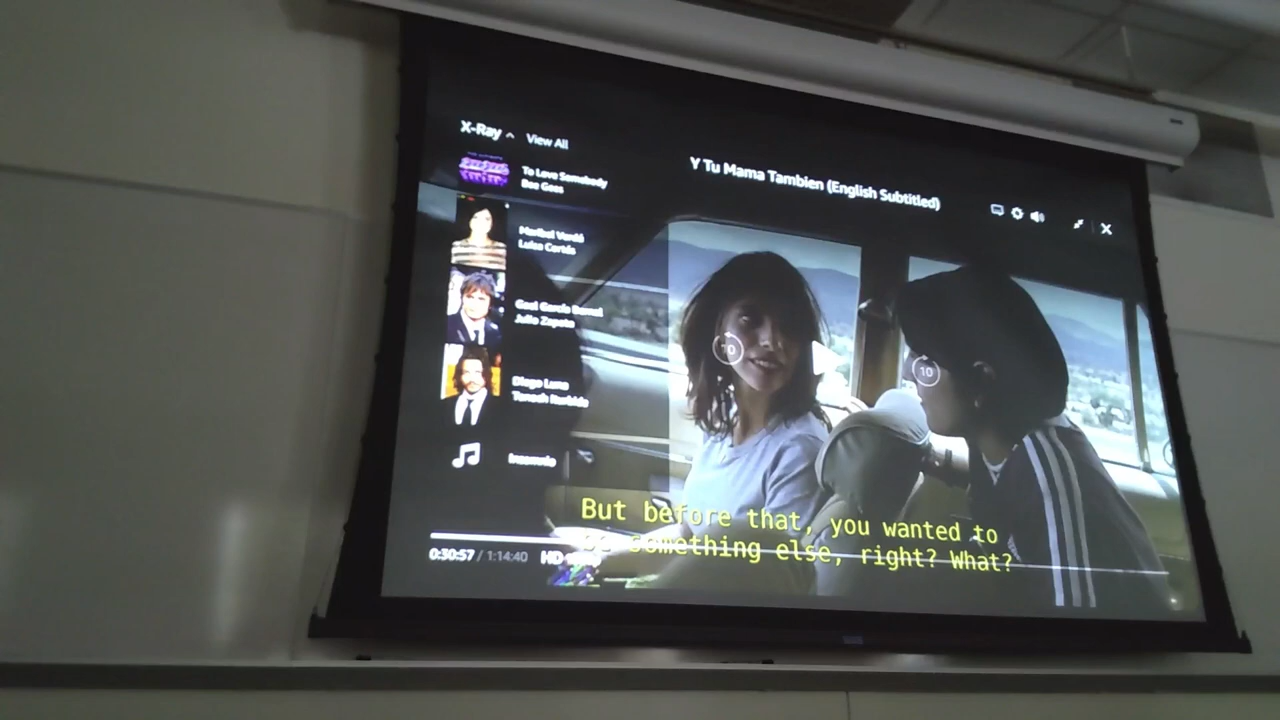 X-Ray View All
Y Tu Mama Tambien (English Subtitled)
To Love Somebody
Bee Gees
Maribel Verdú
Luisa Cortés
Gael García Bernal
Julio Zapata
Diego Luna
Tenoch Iturbide
Insomnio
10
10
But before that, you wanted to
be something else, right? What?
0:30:57 / 1:14:40 HD